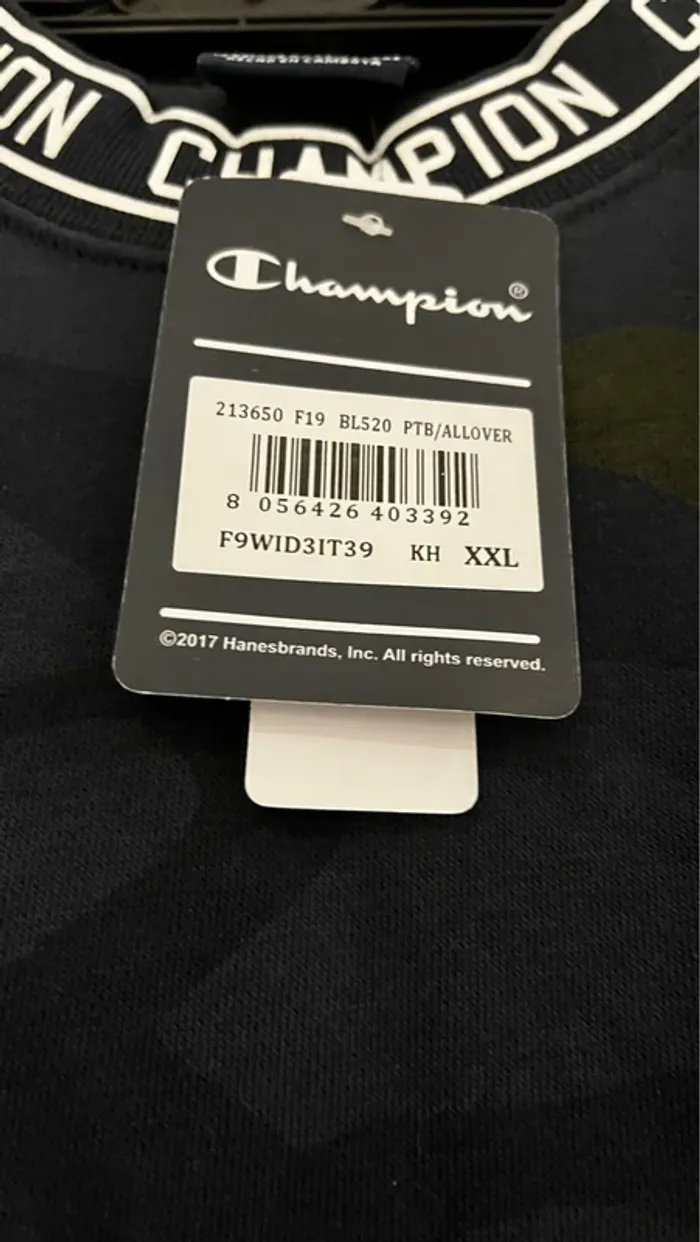 ION CHAMPION C
Champion®
213650 F19 BL520 PTB/ALLOVER
8 056426 403392
F9WID3IT39 KH XXL
©2017 Hanesbrands, Inc. All rights reserved.